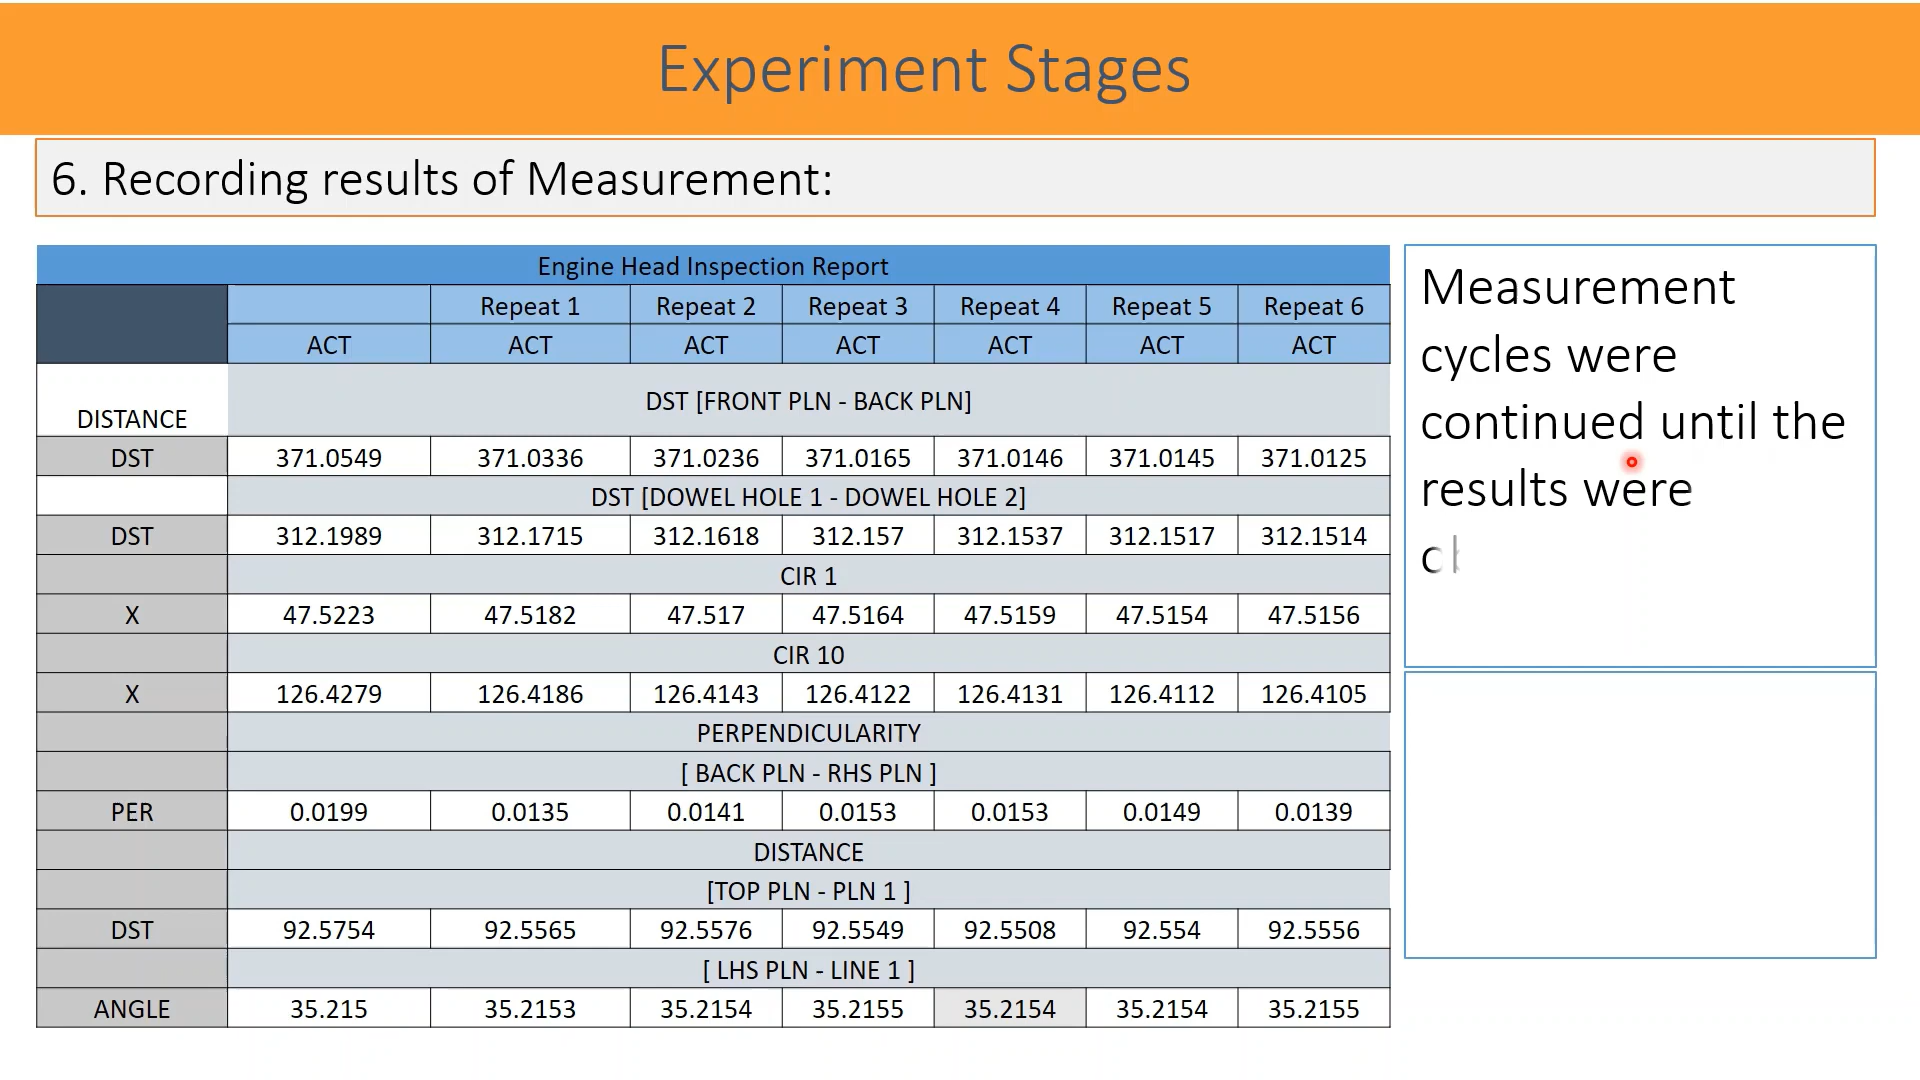 Experiment Stages
6. Recording results of Measurement:
Engine Head Inspection Report
Repeat 1 Repeat 2 Repeat 3 Repeat 4 Repeat 5 Repeat 6
ACT ACT ACT ACT ACT ACT ACT
DISTANCE DST [FRONT PLN - BACK PLN]
DST 371.0549 371.0336 371.0236 371.0165 371.0146 371.0145 371.0125
DST [DOWEL HOLE 1 - DOWEL HOLE 2]
DST 312.1989 312.1715 312.1618 312.157 312.1537 312.1517 312.1514
CIR 1
X 47.5223 47.5182 47.517 47.5164 47.5159 47.5154 47.5156
CIR 10
X 126.4279 126.4186 126.4143 126.4122 126.4131 126.4112 126.4105
PERPENDICULARITY
[ BACK PLN - RHS PLN ]
PER 0.0199 0.0135 0.0141 0.0153 0.0153 0.0149 0.0139
DISTANCE
[TOP PLN - PLN 1 ]
DST 92.5754 92.5565 92.5576 92.5549 92.5508 92.554 92.5556
[ LHS PLN - LINE 1 ]
ANGLE 35.215 35.2153 35.2154 35.2155 35.2154 35.2154 35.2155
Measurement
cycles were
continued until the
results were